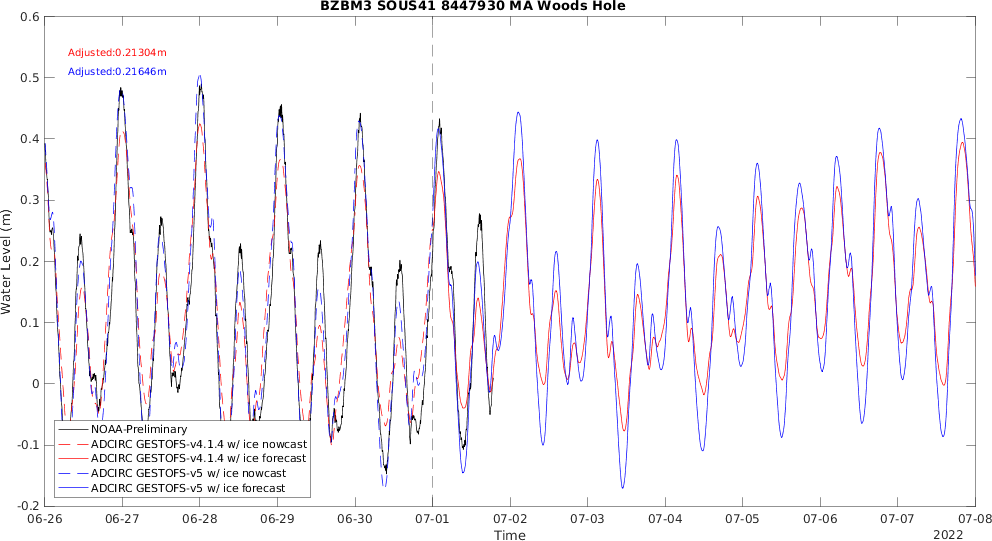 BZBM3 SOUS41 8447930 MA Woods Hole
Adjusted:0.21304m
Adjusted:0.21646m
Water Level (m)
0.6
0.5
0.4
0.3
0.2
0.1
0
-0.1
-0.2
NOAA-Preliminary
ADCIRC GESTOFS-v4.1.4 w/ ice nowcast
ADCIRC GESTOFS-v4.1.4 w/ ice forecast
ADCIRC GESTOFS-v5 w/ ice nowcast
ADCIRC GESTOFS-v5 w/ ice forecast
06-26 06-27 06-28 06-29 06-30 07-01 07-02 07-03 07-04 07-05 07-06 07-07 07-08
Time
2022